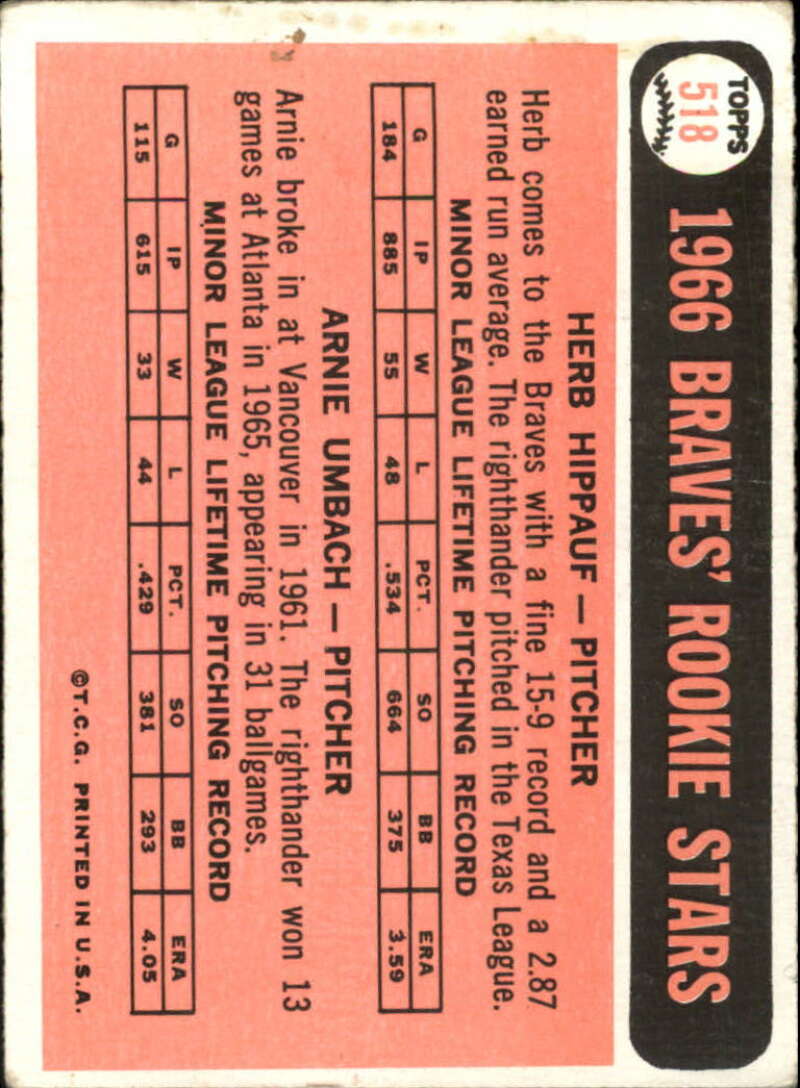 TOPPS
518
1966 BRAVES' ROOKIE STARS
HERB HIPPAUF — PITCHER
Herb comes to the Braves with a fine 15-9 record and a 2.87
earned run average. The righthander pitched in the Texas League.
MINOR LEAGUE LIFETIME PITCHING RECORD
G IP W L PCT. SO BB ERA
184 885 55 48 .534 664 375 3.59
ARNIE UMBACH — PITCHER
Arnie broke in at Vancouver in 1961. The righthander won 13
games at Atlanta in 1965, appearing in 31 ballgames.
MINOR LEAGUE LIFETIME PITCHING RECORD
G IP W L PCT. SO BB ERA
115 615 33 44 .429 381 293 4.05
©T.C.G. PRINTED IN U.S.A.